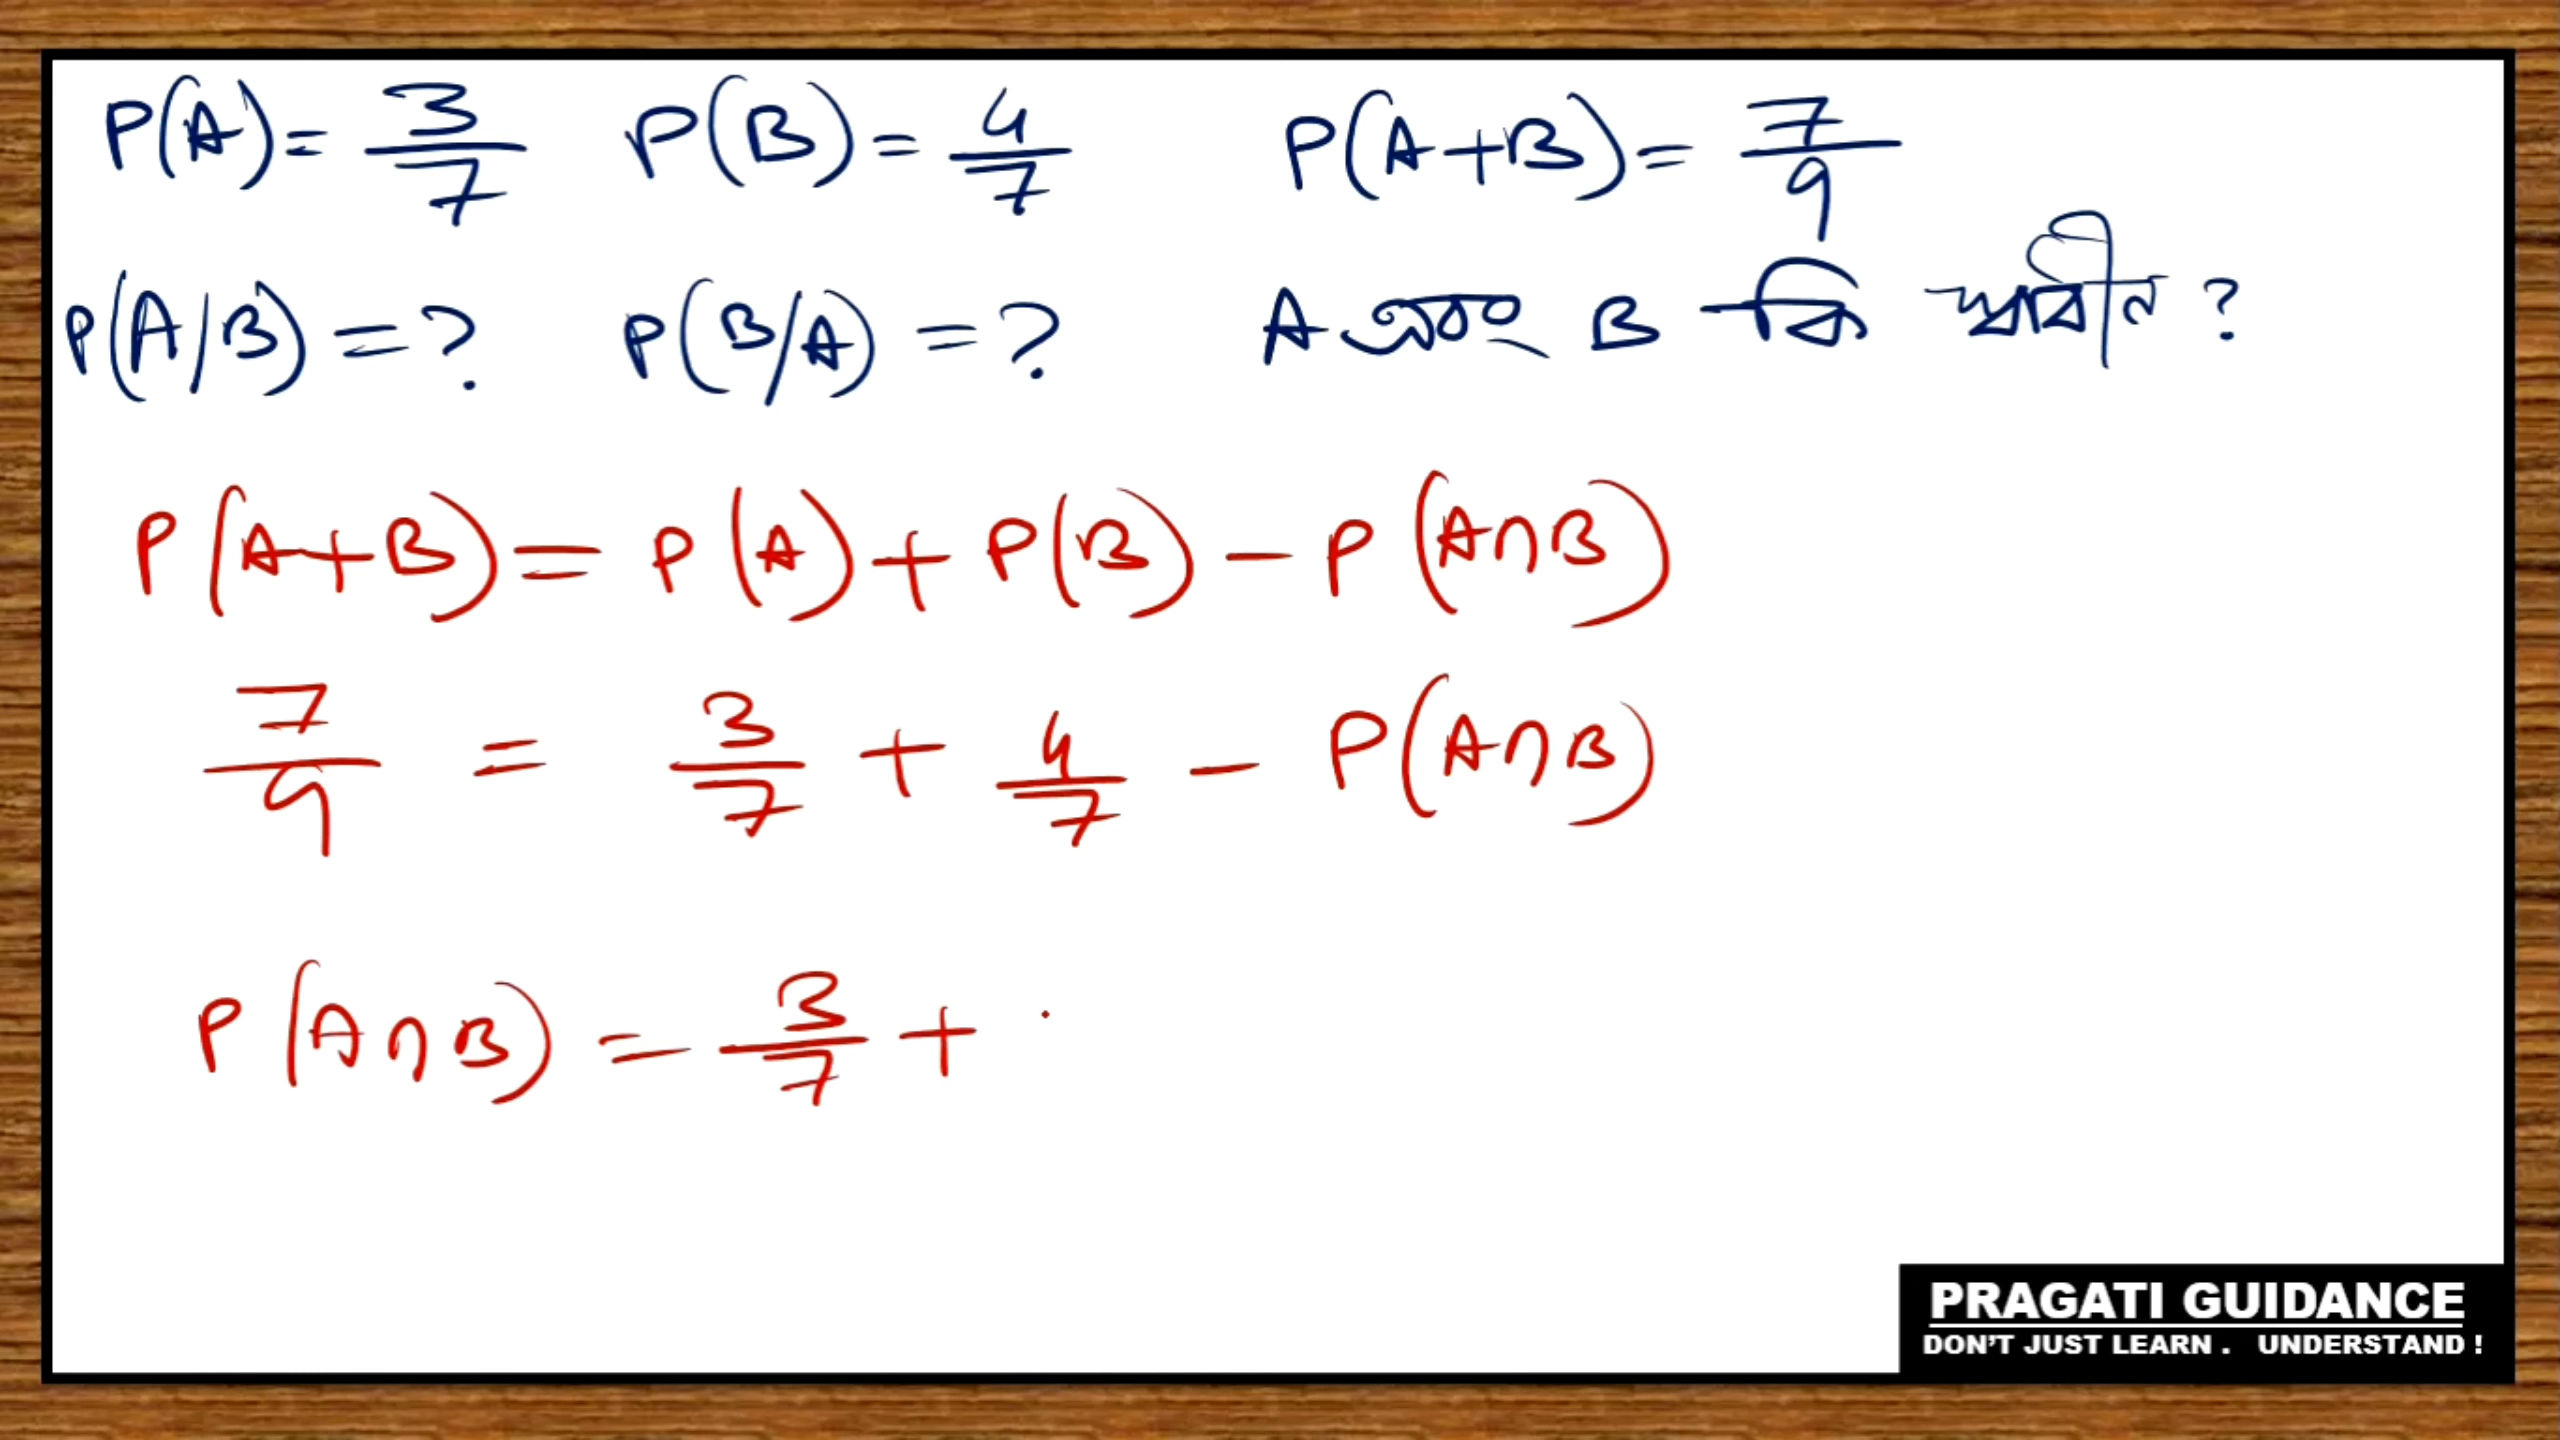 P(A) = 3/7 P(B) = 4/7 P(A+B) = 7/9
P(A/B) = ? P(B/A) = ? A এবং B কি স্বাধীন ?
P(A+B) = P(A) + P(B) - P(A∩B)
7/9 = 3/7 + 4/7 - P(A∩B)
P(A∩B) = 3/7 +
PRAGATI GUIDANCE
DON'T JUST LEARN . UNDERSTAND !